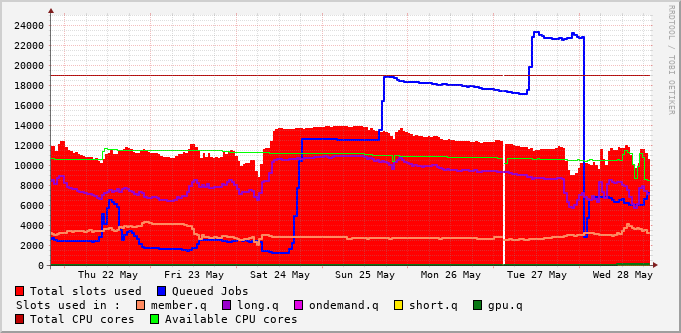 24000
22000
20000
18000
16000
14000
12000
10000
8000
6000
4000
2000
0
Thu 22 May Fri 23 May Sat 24 May Sun 25 May Mon 26 May Tue 27 May Wed 28 May
Total slots used Queued Jobs
Slots used in : member.q long.q ondemand.q short.q gpu.q
Total CPU cores Available CPU cores
RRDTOOL / TOBI OETIKER